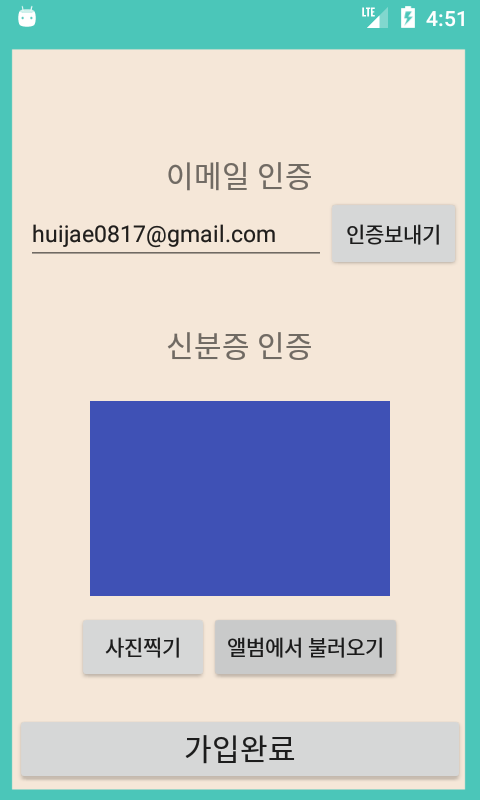 LTE 4:51
이메일 인증
huijae0817@gmail.com 인증보내기
신분증 인증
사진찍기 앨범에서 불러오기
가입완료